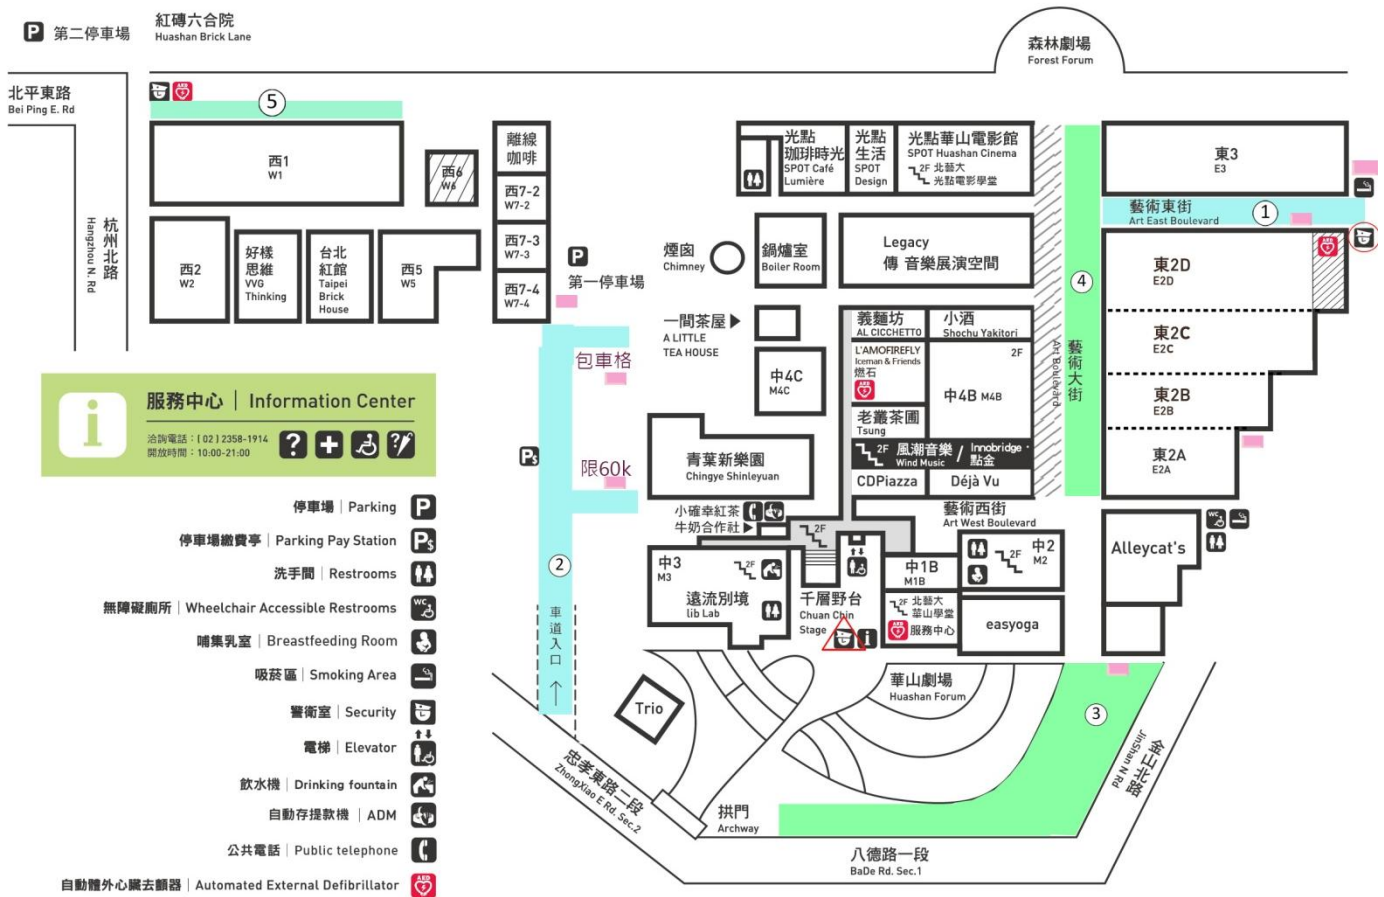 P 第二停車場
紅磚六合院
Huashan Brick Lane
森林劇場
Forest Forum
北平東路
Bei Ping E. Rd
杭州北路
Hangzhou N. Rd
AED
5
西1
W1
西6
W6
離線
咖啡
西7-2
W7-2
西7-3
W7-3
西7-4
W7-4
西2
W2
好樣
思維
VVG
Thinking
台北
紅館
Taipei
Brick
House
西5
W5
P
第一停車場
光點
珈琲時光
SPOT Café
Lumière
光點
生活
SPOT
Design
光點華山電影館
SPOT Huashan Cinema
2F 北藝大
光點電影學堂
東3
E3
藝術東街
Art East Boulevard
1
煙囪
Chimney
鍋爐室
Boiler Room
Legacy
傳 音樂展演空間
4
藝術大街
Art Boulevard
東2D
E2D
AED
東2C
E2C
東2B
E2B
東2A
E2A
一間茶屋▶
A LITTLE
TEA HOUSE
中4C
M4C
義麵坊
AL CICCHETTO
小酒
Shochu Yakitori
L'AMOFIREFLY
Iceman & Friends
燃石
AED
2F
中4B M4B
老叢茶圃
Tsung
2F 風潮音樂 / Innobridge·
Wind Music 點金
CDPiazza
Déjà Vu
包車格
限60k
P$
青葉新樂園
Chingye Shinleyuan
小確幸紅茶
牛奶合作社▶
藝術西街
Art West Boulevard
2F
中3
M3
2F
遠流別境
lib Lab
千層野台
Chuan Chin
Stage
i
中1B
M1B
2F 北藝大
華山學堂
AED 服務中心
2F 中2
M2
easyoga
WC
Alleycat's
2
車道入口
Trio
華山劇場
Huashan Forum
3
金山北路
JinShan N Rd
忠孝東路二段
ZhongXiao E Rd. Sec.2
拱門
Archway
八德路一段
BaDe Rd. Sec.1
i
服務中心｜Information Center
洽詢電話：( 02 ) 2358-1914
開放時間：10:00-21:00
?
停車場｜Parking P
停車場繳費亭｜Parking Pay Station P$
洗手間｜Restrooms
無障礙廁所｜Wheelchair Accessible Restrooms WC
哺集乳室｜Breastfeeding Room
吸菸區｜Smoking Area
警衛室｜Security
電梯｜Elevator
飲水機｜Drinking fountain
自動存提款機｜ADM
公共電話｜Public telephone
自動體外心臟去顫器｜Automated External Defibrillator AED